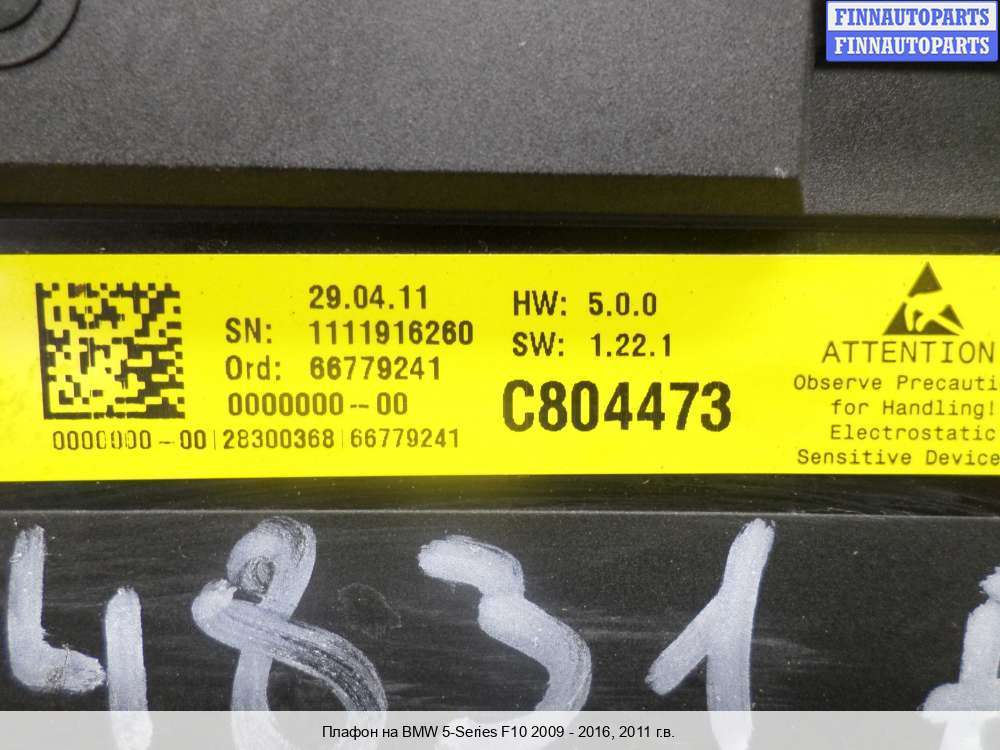 FINNAUTOPARTS
FINNAUTOPARTS
29.04.11
SN: 1111916260
Ord: 66779241
0000000--00
0000000-00|28300368|66779241
HW: 5.0.0
SW: 1.22.1
C804473
ATTENTION
Observe Precauti
for Handling!
Electrostatic
Sensitive Device
4831
Плафон на BMW 5-Series F10 2009 - 2016, 2011 г.в.